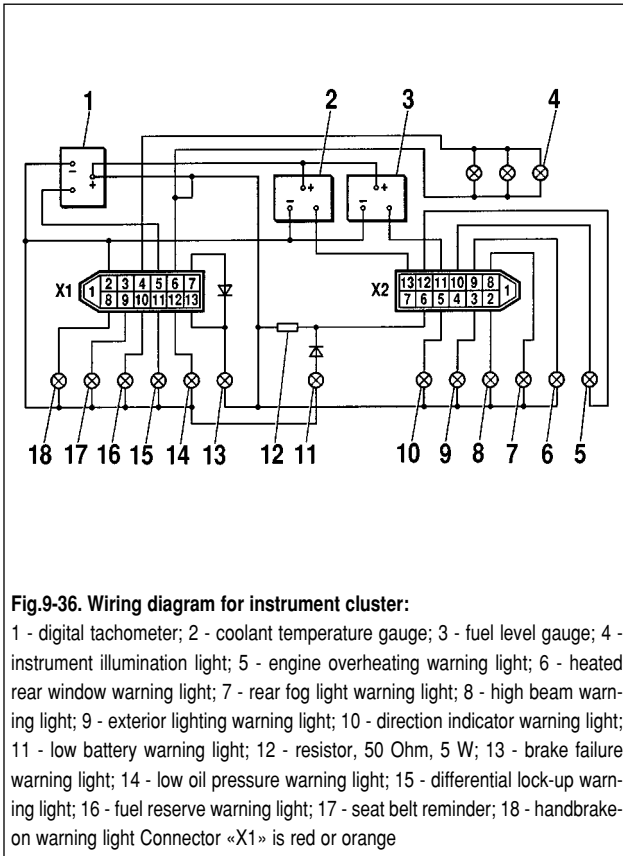 1 2 3 4
− + + − + −
X1 1 2 3 4 5 6 7
8 9 10 11 12 13
X2 13 12 11 10 9 8
7 6 5 4 3 2 1
18 17 16 15 14 13 12 11 10 9 8 7 6 5
Fig.9-36. Wiring diagram for instrument cluster:
1 - digital tachometer; 2 - coolant temperature gauge; 3 - fuel level gauge; 4 -
instrument illumination light; 5 - engine overheating warning light; 6 - heated
rear window warning light; 7 - rear fog light warning light; 8 - high beam warn-
ing light; 9 - exterior lighting warning light; 10 - direction indicator warning light;
11 - low battery warning light; 12 - resistor, 50 Ohm, 5 W; 13 - brake failure
warning light; 14 - low oil pressure warning light; 15 - differential lock-up warn-
ing light; 16 - fuel reserve warning light; 17 - seat belt reminder; 18 - handbrake-
on warning light Connector «X1» is red or orange